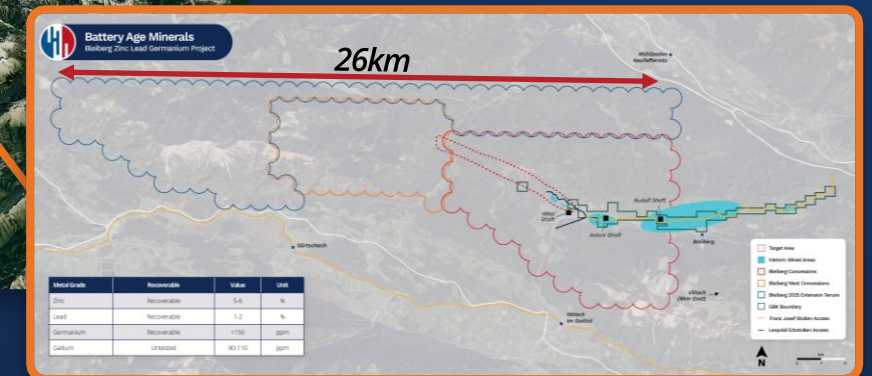 Battery Age Minerals
Bleiberg Zinc Lead Germanium Project
26km
Rudolf Shaft
West
Shaft
Antoni Shaft
Bleiberg
Villach
Metal Grade Recoverable Value Unit
Zinc Recoverable 5-6 %
Lead Recoverable 1-2 %
Germanium Recoverable <150 ppm
Gallium Untested 90-110 ppm
Target Area
Historic Mined Areas
Bleiberg Concessions
Bleiberg West Concessions
Bleiberg 2025 Extension Tenure
GBK Boundary
Franz Josef Stollen Access
Leopold Erbstollen Access
N